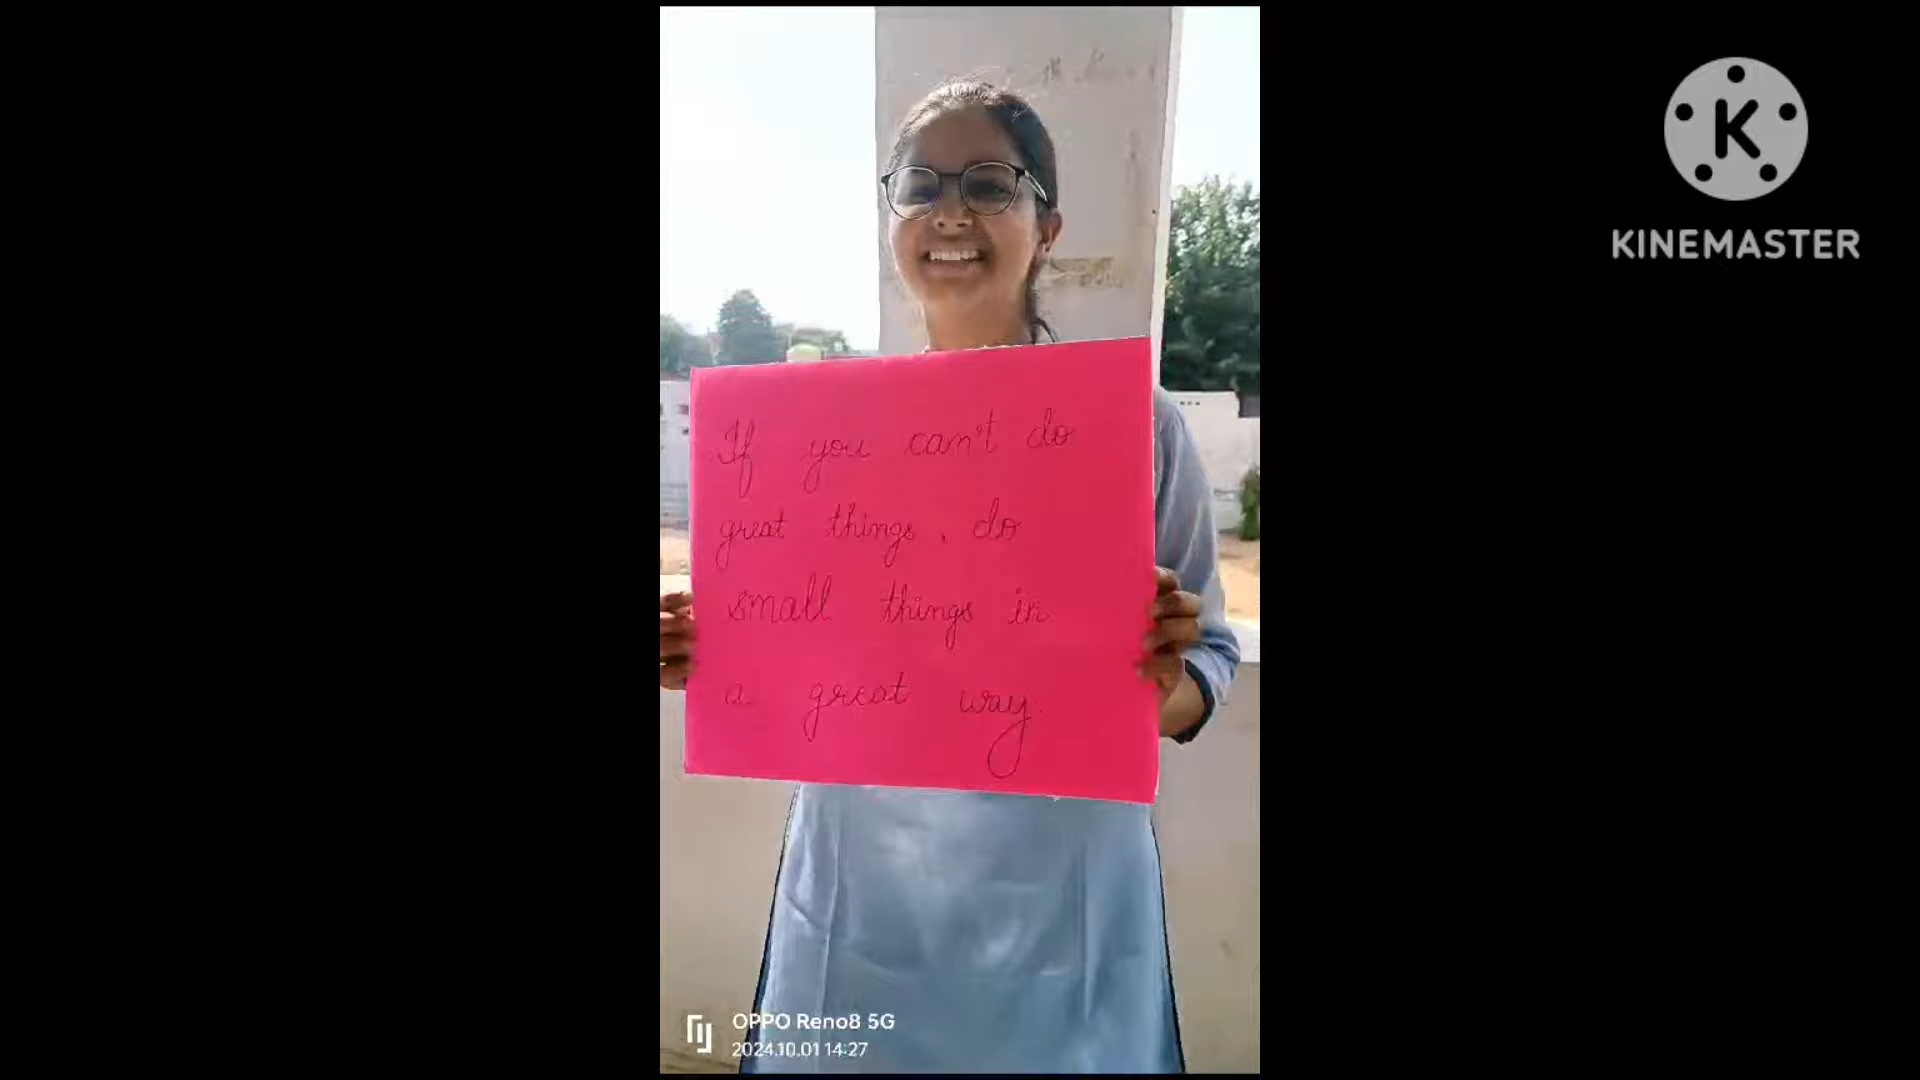 KINEMASTER
If you can't do
great things, do
small things in
a great way.
OPPO Reno8 5G
2024.10.01 14:27